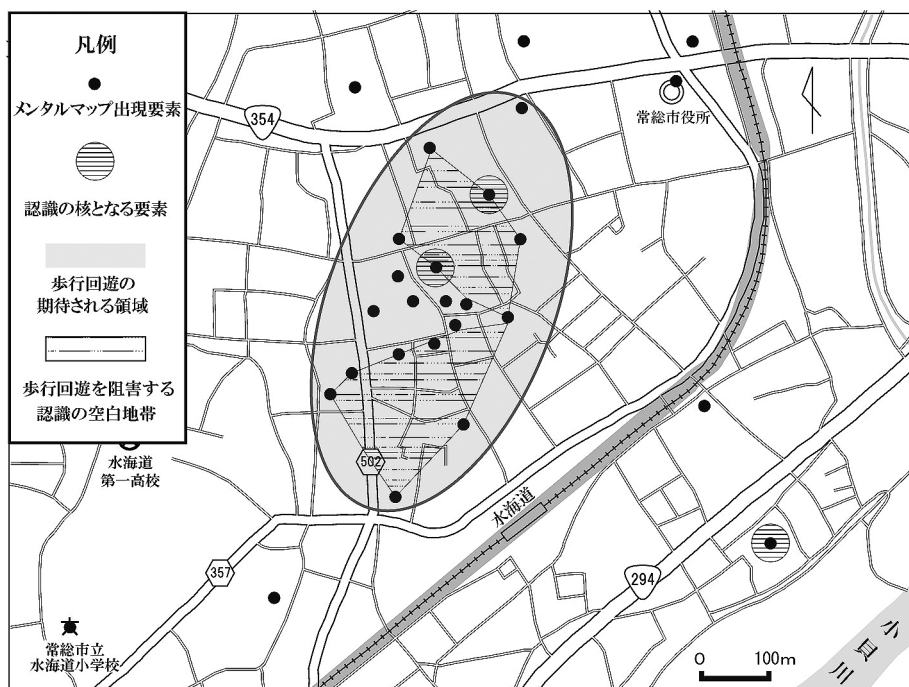 凡例
メンタルマップ出現要素
認識の核となる要素
歩行回遊の
期待される領域
歩行回遊を阻害する
認識の空白地帯
354
常総市役所
水海道
第一高校
502
水海道
357
294
常総市立
水海道小学校
0 100m
小貝川